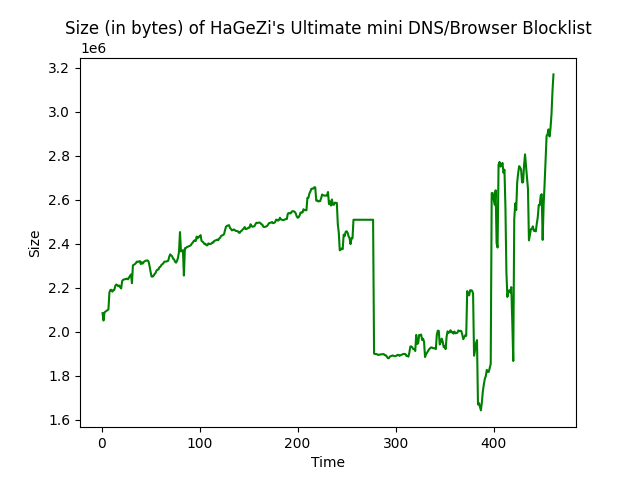 Size (in bytes) of HaGeZi's Ultimate mini DNS/Browser Blocklist
1e6
3.2
3.0
2.8
2.6
2.4
2.2
2.0
1.8
1.6
Size
0 100 200 300 400
Time